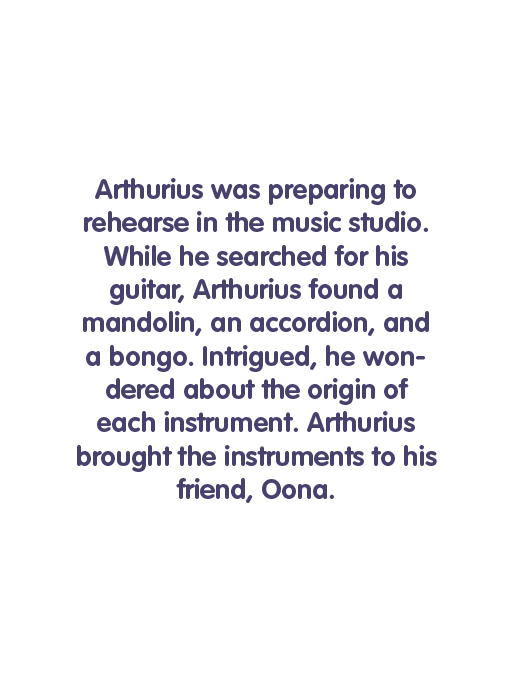 Arthurius was preparing to
rehearse in the music studio.
While he searched for his
guitar, Arthurius found a
mandolin, an accordion, and
a bongo. Intrigued, he won-
dered about the origin of
each instrument. Arthurius
brought the instruments to his
friend, Oona.